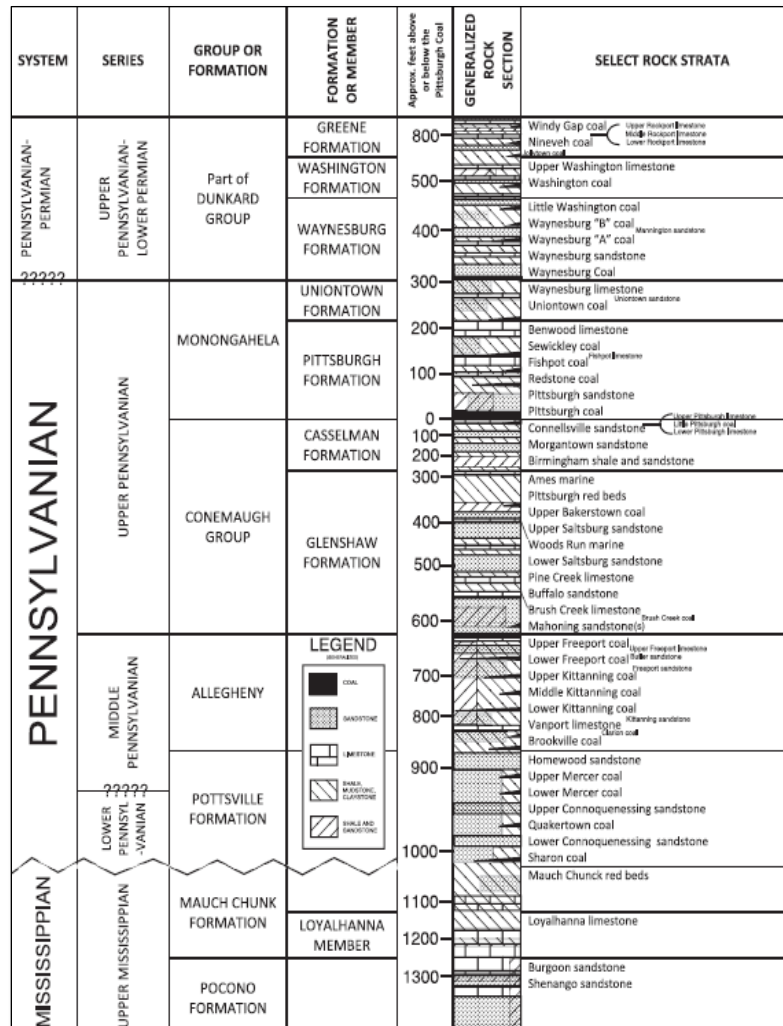 SYSTEM
SERIES
GROUP OR
FORMATION
FORMATION
OR MEMBER
Approx. feet above
or below the
Pittsburgh Coal
GENERALIZED
ROCK
SECTION
SELECT ROCK STRATA
PENNSYLVANIAN-
PERMIAN
?????
UPPER
PENNSYLVANIAN-
LOWER PERMIAN
Part of
DUNKARD
GROUP
GREENE
FORMATION
WASHINGTON
FORMATION
WAYNESBURG
FORMATION
800
500
400
300
Windy Gap coal
Upper Rockport limestone
Middle Rockport limestone
Nineveh coal
Lower Rockport limestone
Jollytown coal
Upper Washington limestone
Washington coal
Little Washington coal
Waynesburg "B" coal
Mannington sandstone
Waynesburg "A" coal
Waynesburg sandstone
Waynesburg Coal
PENNSYLVANIAN
UPPER PENNSYLVANIAN
MONONGAHELA
UNIONTOWN
FORMATION
PITTSBURGH
FORMATION
200
100
0
Waynesburg limestone
Uniontown coal
Uniontown sandstone
Benwood limestone
Sewickley coal
Fishpot coal
Fishpot limestone
Redstone coal
Pittsburgh sandstone
Pittsburgh coal
CONEMAUGH
GROUP
CASSELMAN
FORMATION
GLENSHAW
FORMATION
100
200
300
400
500
600
Connellsville sandstone
Upper Pittsburgh limestone
Little Pittsburgh coal
Lower Pittsburgh limestone
Morgantown sandstone
Birmingham shale and sandstone
Ames marine
Pittsburgh red beds
Upper Bakerstown coal
Upper Saltsburg sandstone
Woods Run marine
Lower Saltsburg sandstone
Pine Creek limestone
Buffalo sandstone
Brush Creek limestone
Brush Creek coal
Mahoning sandstone(s)
MIDDLE
PENNSYLVANIAN
?????
ALLEGHENY
LEGEND
COAL
SANDSTONE
LIMESTONE
SHALE,
MUDSTONE,
CLAYSTONE
SHALE AND
SANDSTONE
700
800
Upper Freeport coal
Upper Freeport limestone
Lower Freeport coal
Butler sandstone
Freeport sandstone
Upper Kittanning coal
Middle Kittanning coal
Lower Kittanning coal
Vanport limestone
Kittanning sandstone
Brookville coal
Clarion coal
LOWER
PENNSYL
-VANIAN
POTTSVILLE
FORMATION
900
1000
Homewood sandstone
Upper Mercer coal
Lower Mercer coal
Upper Connoquenessing sandstone
Quakertown coal
Lower Connoquenessing sandstone
Sharon coal
MISSISSIPPIAN
UPPER MISSISSIPPIAN
MAUCH CHUNK
FORMATION
LOYALHANNA
MEMBER
POCONO
FORMATION
1100
1200
1300
Mauch Chunck red beds
Loyalhanna limestone
Burgoon sandstone
Shenango sandstone